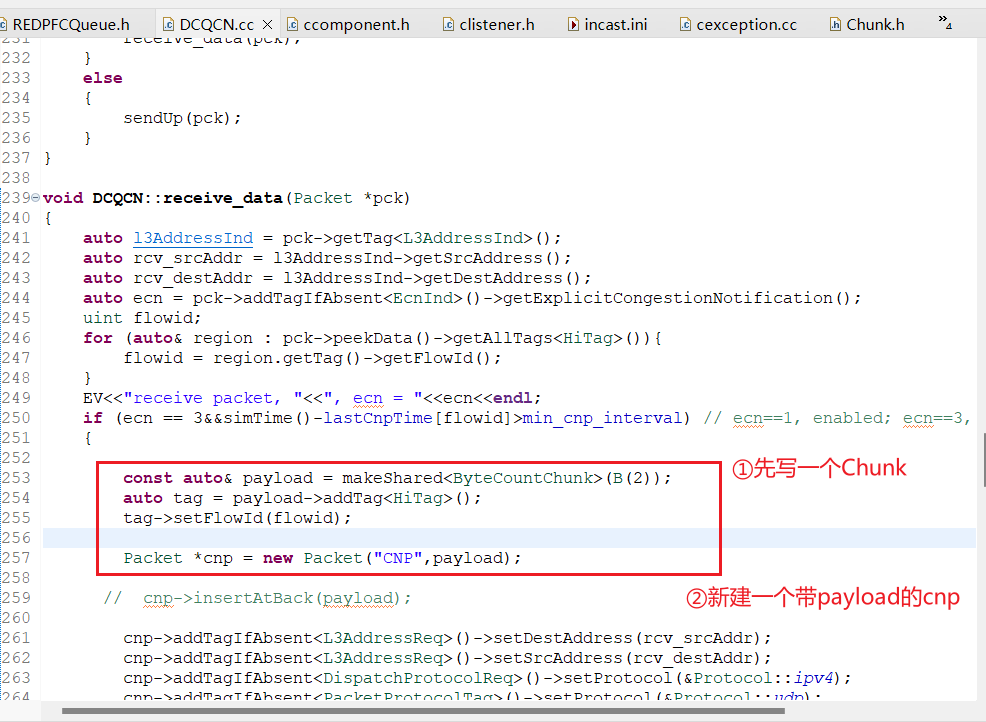 REDPFCQueue.h DCQCN.cc ccomponent.h clistener.h incast.ini cexception.cc Chunk.h »4
231 receive_data(pck);
232 }
233 else
234 {
235 sendUp(pck);
236 }
237 }
238
239 void DCQCN::receive_data(Packet *pck)
240 {
241 auto l3AddressInd = pck->getTag<L3AddressInd>();
242 auto rcv_srcAddr = l3AddressInd->getSrcAddress();
243 auto rcv_destAddr = l3AddressInd->getDestAddress();
244 auto ecn = pck->addTagIfAbsent<EcnInd>()->getExplicitCongestionNotification();
245 uint flowid;
246 for (auto& region : pck->peekData()->getAllTags<HiTag>()){
247 flowid = region.getTag()->getFlowId();
248 }
249 EV<<"receive packet, "<<", ecn = "<<ecn<<endl;
250 if (ecn == 3&&simTime()-lastCnpTime[flowid]>min_cnp_interval) // ecn==1, enabled; ecn==3,
251 {
252
253 const auto& payload = makeShared<ByteCountChunk>(B(2));
①先写一个Chunk
254 auto tag = payload->addTag<HiTag>();
255 tag->setFlowId(flowid);
256
257 Packet *cnp = new Packet("CNP",payload);
258
259 // cnp->insertAtBack(payload);
②新建一个带payload的cnp
260
261 cnp->addTagIfAbsent<L3AddressReq>()->setDestAddress(rcv_srcAddr);
262 cnp->addTagIfAbsent<L3AddressReq>()->setSrcAddress(rcv_destAddr);
263 cnp->addTagIfAbsent<DispatchProtocolReq>()->setProtocol(&Protocol::ipv4);
264 cnp->addTagIfAbsent<PacketProtocolTag>()->setProtocol(&Protocol::udp);